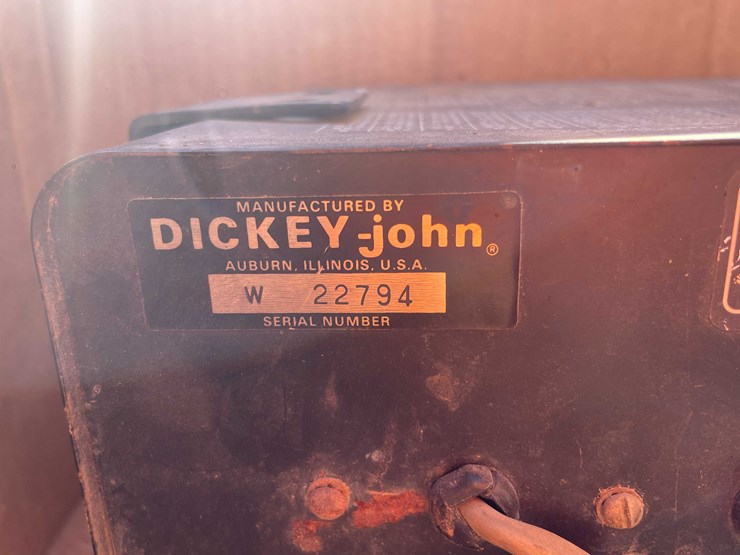 MANUFACTURED BY
DICKEY-john®
AUBURN, ILLINOIS, U.S.A.
W 22794
SERIAL NUMBER